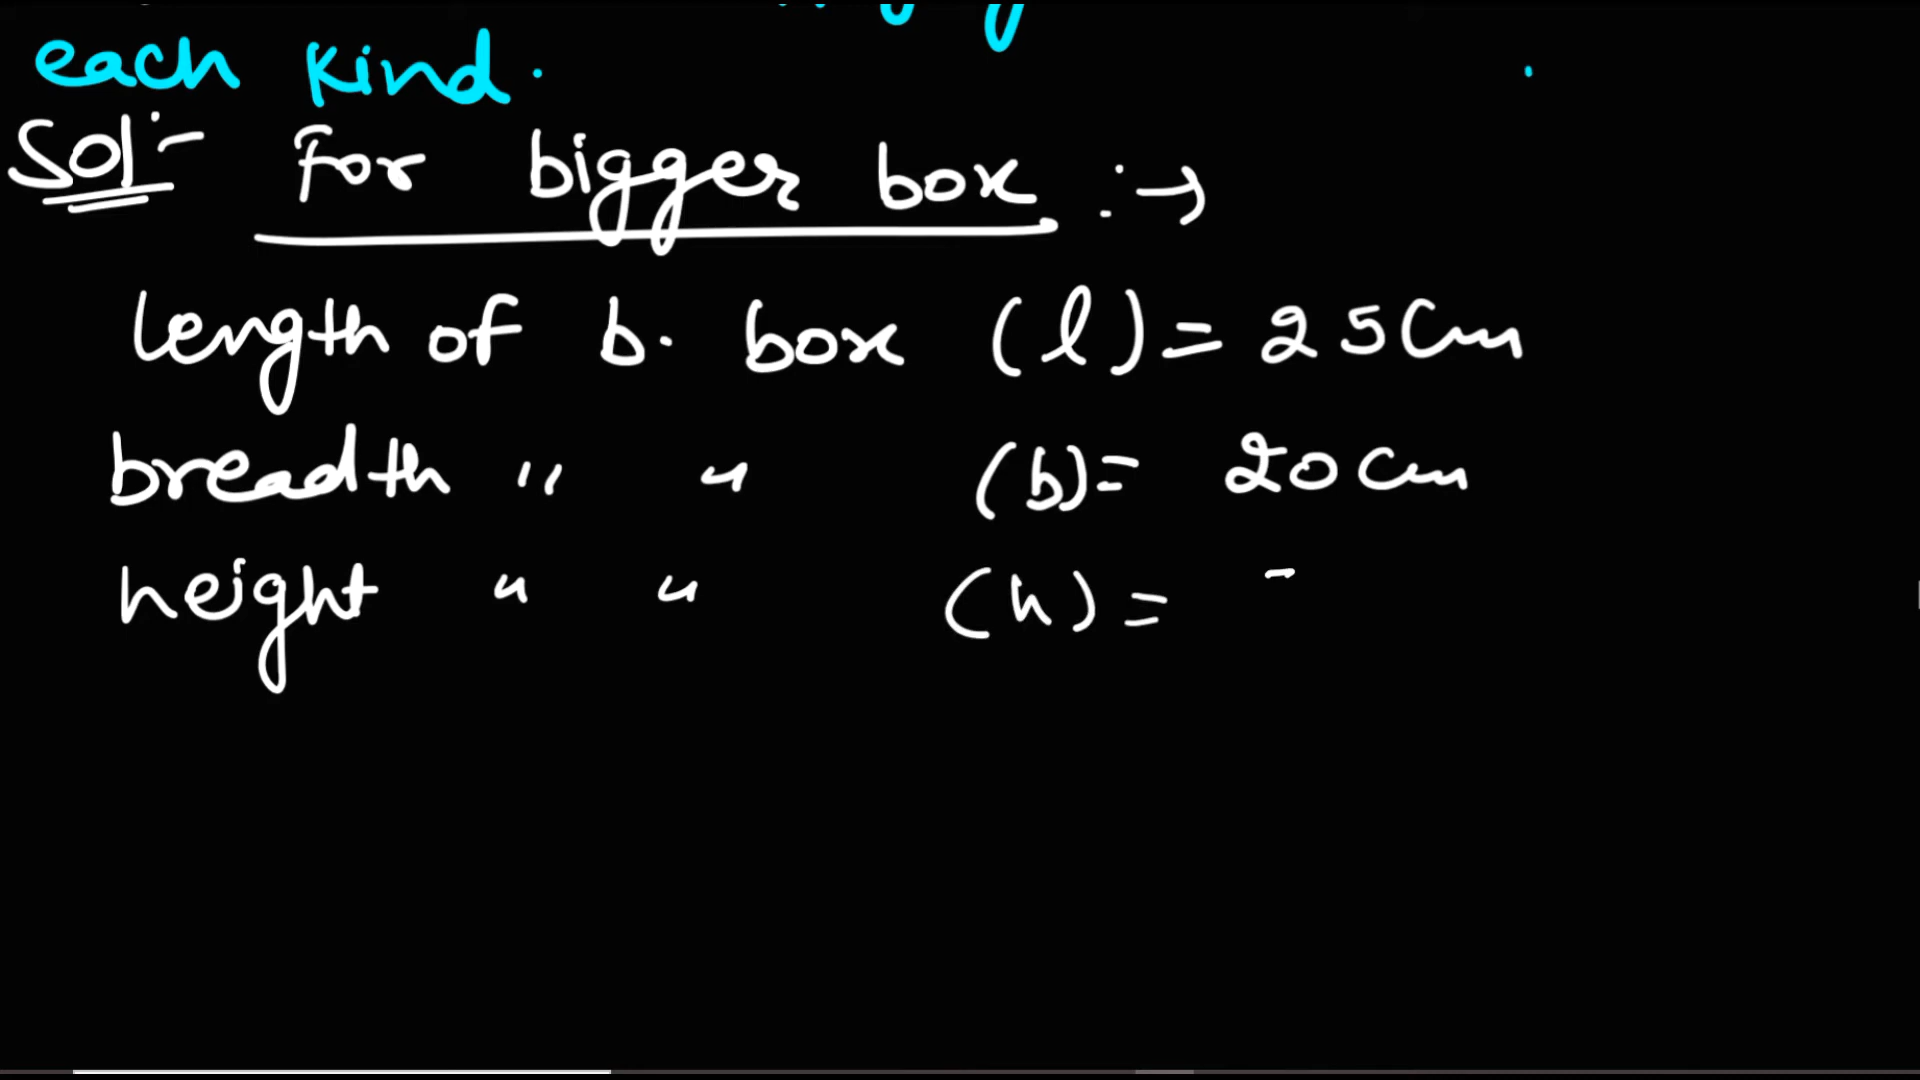 each kind.
Sol:- For bigger box :→
length of b. box (l) = 25 cm
breadth " " (b) = 20 cm
height " " (h) =